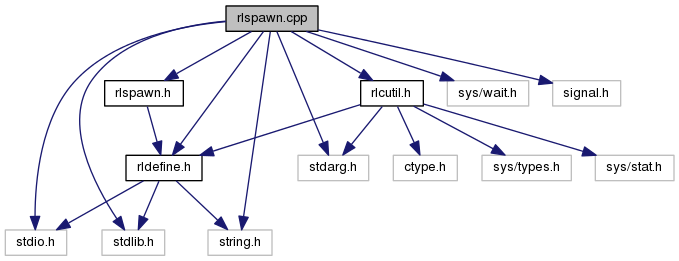 rlspawn.cpp
rlspawn.h
rlcutil.h
sys/wait.h
signal.h
rldefine.h
stdarg.h
ctype.h
sys/types.h
sys/stat.h
stdio.h
stdlib.h
string.h